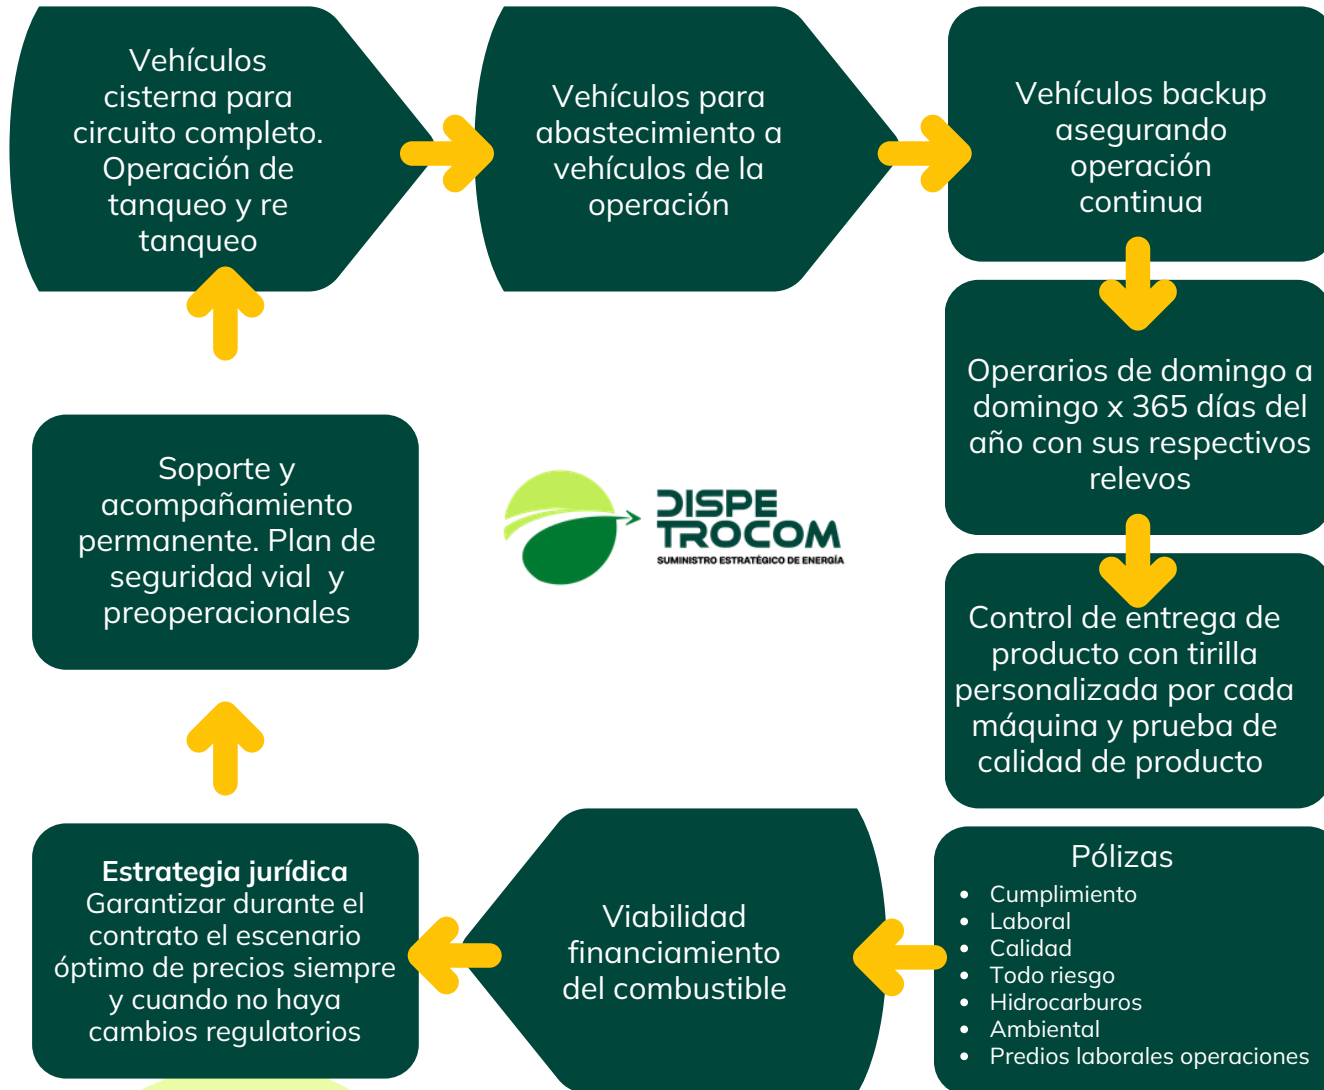 Vehículos
cisterna para
circuito completo.
Operación de
tanqueo y re
tanqueo
Vehículos para
abastecimiento a
vehículos de la
operación
Vehículos backup
asegurando
operación
continua
Operarios de domingo a
domingo x 365 días del
año con sus respectivos
relevos
Control de entrega de
producto con tirilla
personalizada por cada
máquina y prueba de
calidad de producto
Pólizas
• Cumplimiento
• Laboral
• Calidad
• Todo riesgo
• Hidrocarburos
• Ambiental
• Predios laborales operaciones
Viabilidad
financiamiento
del combustible
Estrategia jurídica
Garantizar durante el
contrato el escenario
óptimo de precios siempre
y cuando no haya
cambios regulatorios
Soporte y
acompañamiento
permanente. Plan de
seguridad vial y
preoperacionales
DISPE
TROCOM
SUMINISTRO ESTRATÉGICO DE ENERGÍA